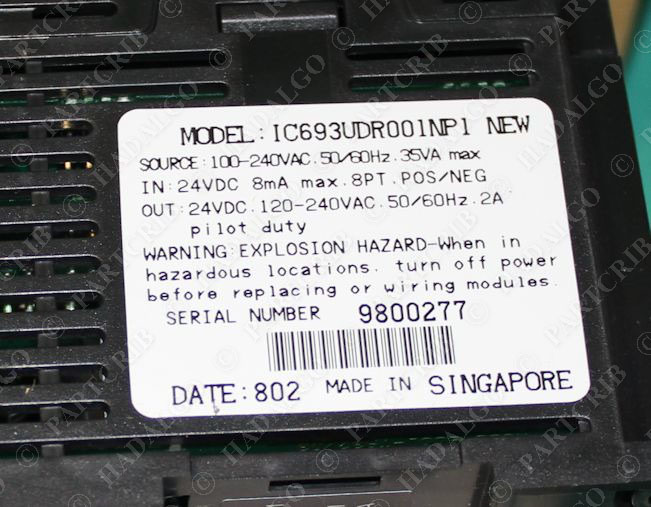 MODEL:IC693UDR001NP1 NEW
SOURCE:100-240VAC.50/60Hz.35VA max
IN:24VDC 8mA max.8PT.POS/NEG
OUT:24VDC.120-240VAC.50/60Hz.2A
pilot duty
WARNING:EXPLOSION HAZARD-When in
hazardous locations. turn off power
before replacing or wiring modules.
SERIAL NUMBER 9800277
DATE:802 MADE IN SINGAPORE
© PARTCRIB
© HADALGO